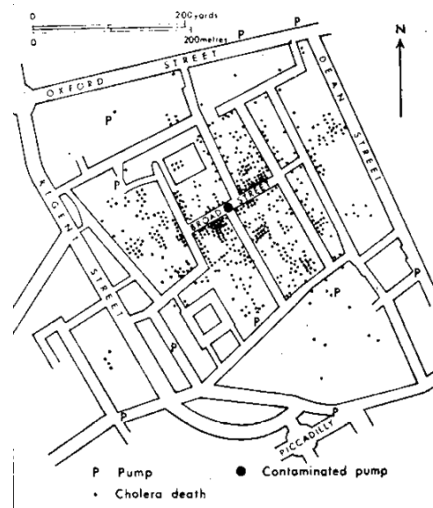 0 200 yards
0 200 metres
N
OXFORD STREET
DEAN STREET
REGENT STREET
BROAD STREET
PICCADILLY
P
P
P
P
P
P
P
P
P
P
P
P Pump
● Contaminated pump
• Cholera death